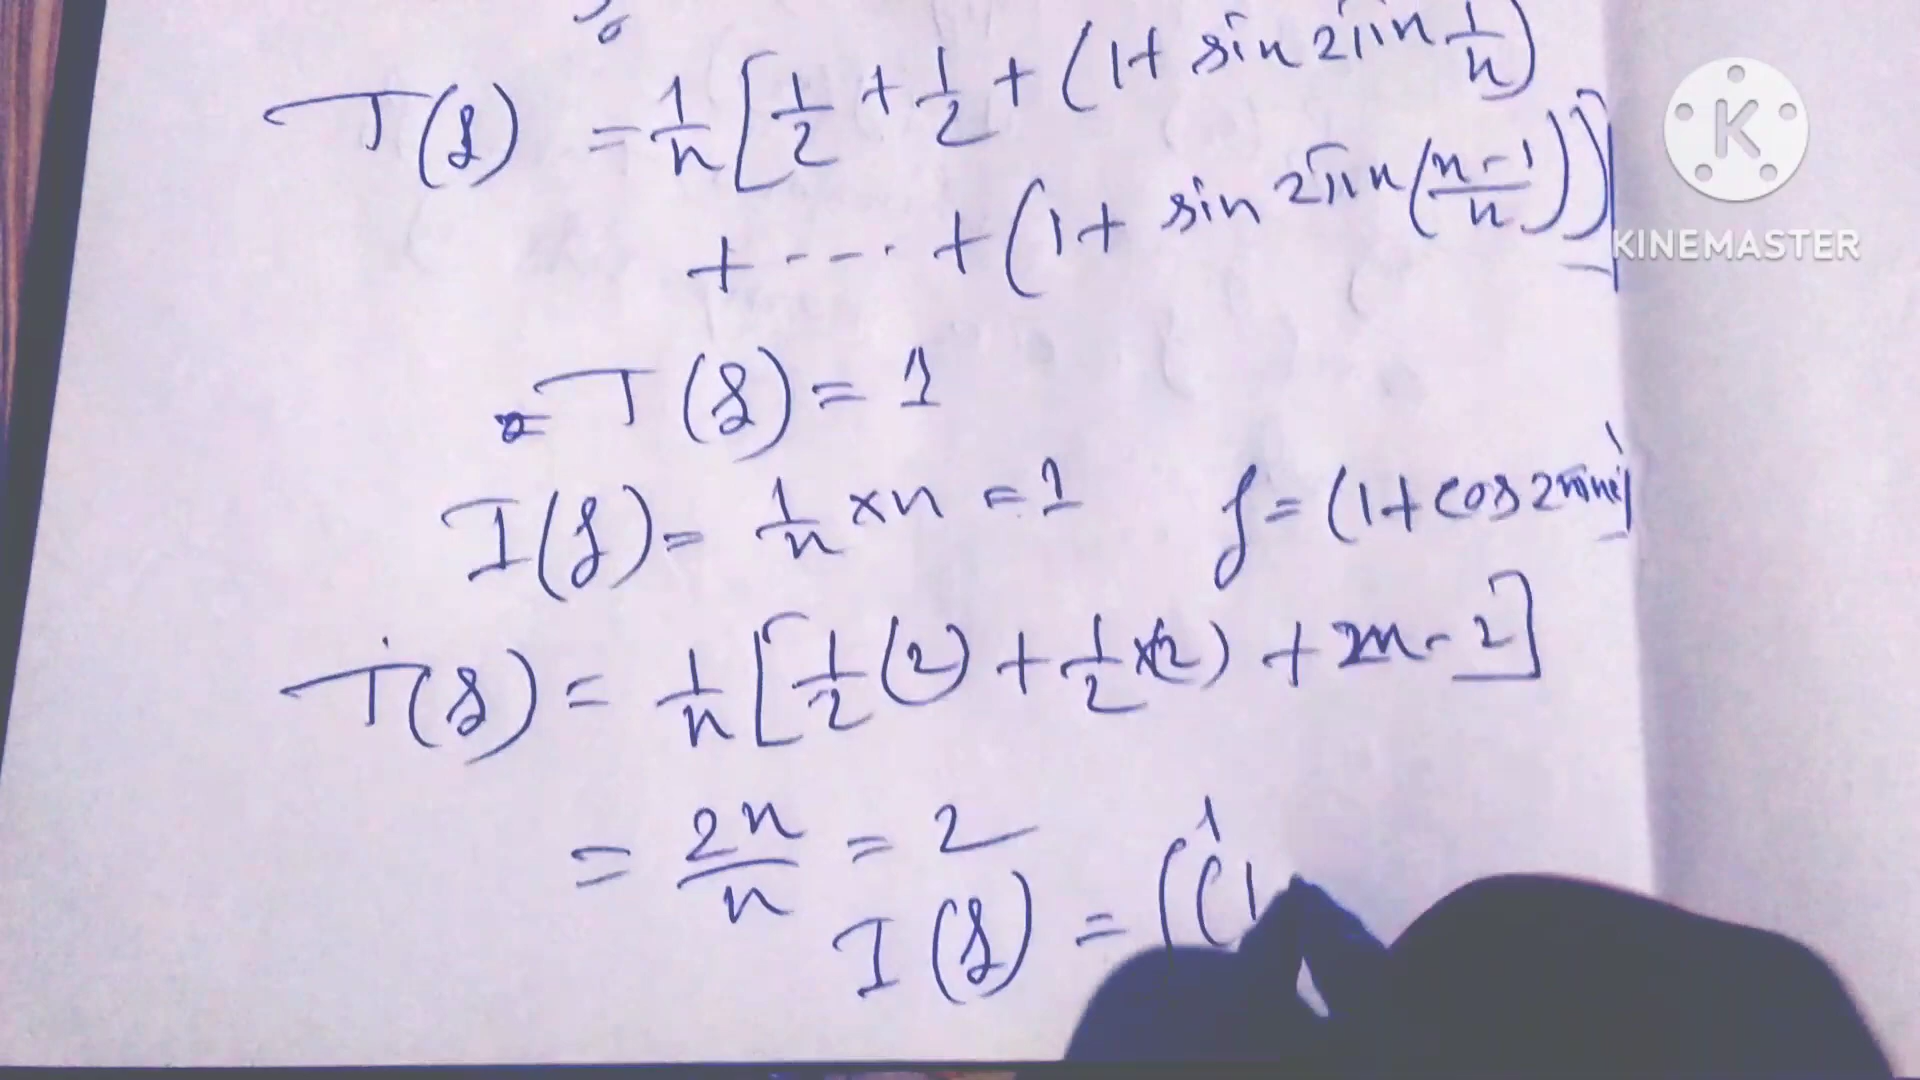 T(f) = 1/n [ 1/2 + 1/2 + (1 + sin 2πn 1/n)
+ ---- + (1 + sin 2πn (n-1/n)) ]
= T(f) = 1
I(f) = 1/n × n = 1 f = (1 + cos 2πnx)
T(f) = 1/n [ 1/2 (2) + 1/2 × 2) + 2n - 2 ]
= 2n/n = 2
I(f) = ∫ 1 (1
K
KINEMASTER